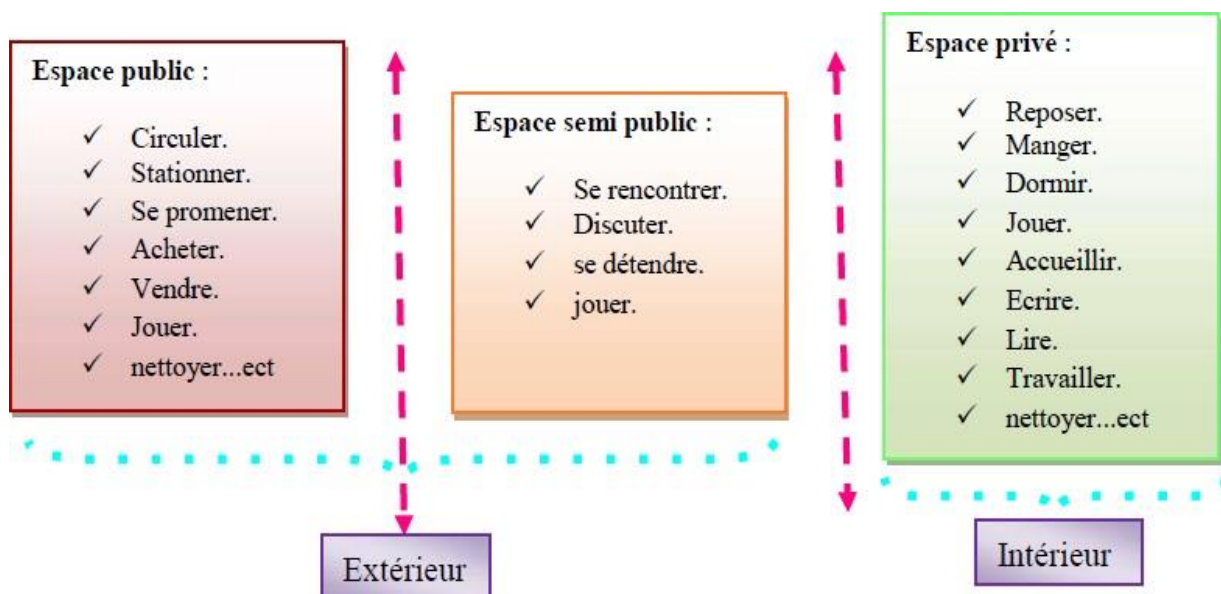 Espace public :
✓ Circuler.
✓ Stationner.
✓ Se promener.
✓ Acheter.
✓ Vendre.
✓ Jouer.
✓ nettoyer...ect
Espace semi public :
✓ Se rencontrer.
✓ Discuter.
✓ se détendre.
✓ jouer.
Espace privé :
✓ Reposer.
✓ Manger.
✓ Dormir.
✓ Jouer.
✓ Accueillir.
✓ Ecrire.
✓ Lire.
✓ Travailler.
✓ nettoyer...ect
Extérieur
Intérieur